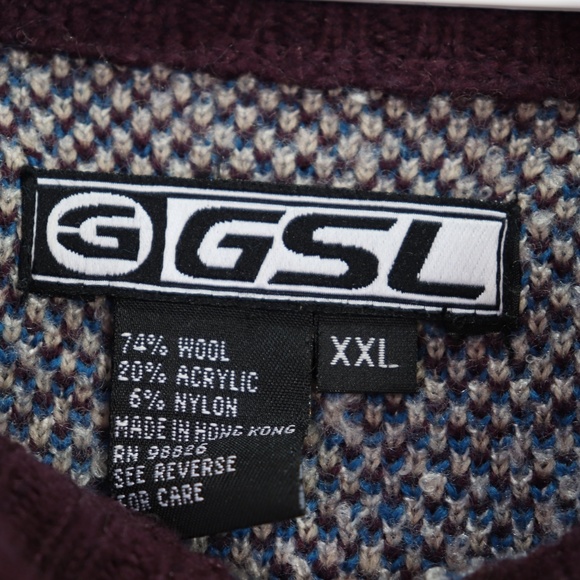 G GSL
74% WOOL
20% ACRYLIC
6% NYLON
MADE IN HONG KONG
RN 98826
SEE REVERSE
FOR CARE
XXL